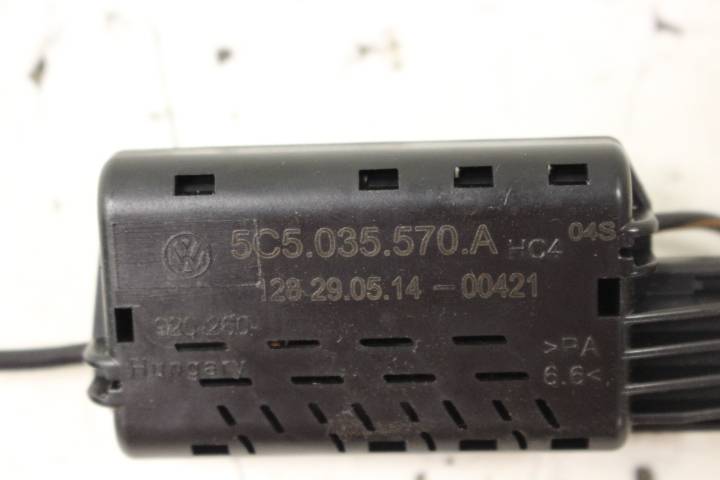 5C5.035.570.A HC4 04S
128-29.05.14-00421
920-260-
Hungary
>PA
6.6<